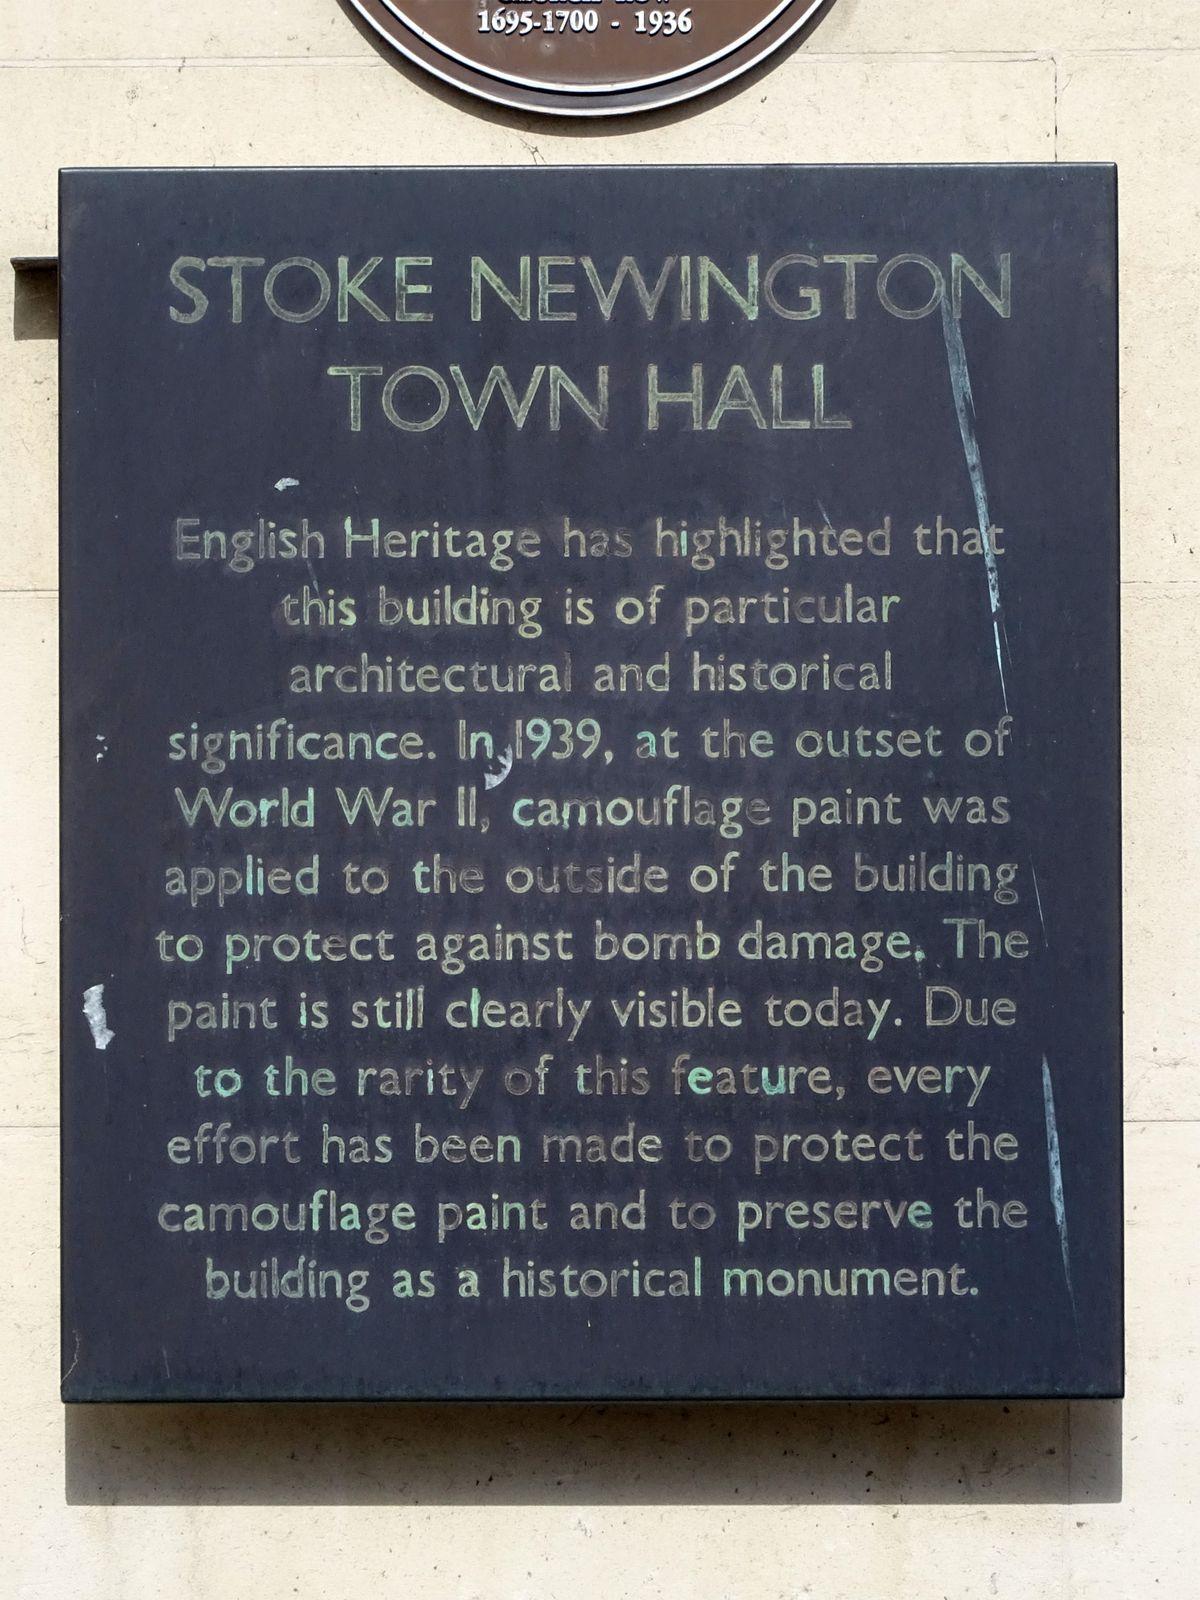 1695-1700 - 1936
STOKE NEWINGTON
TOWN HALL
English Heritage has highlighted that
this building is of particular
architectural and historical
significance. In 1939, at the outset of
World War II, camouflage paint was
applied to the outside of the building
to protect against bomb damage. The
paint is still clearly visible today. Due
to the rarity of this feature, every
effort has been made to protect the
camouflage paint and to preserve the
building as a historical monument.